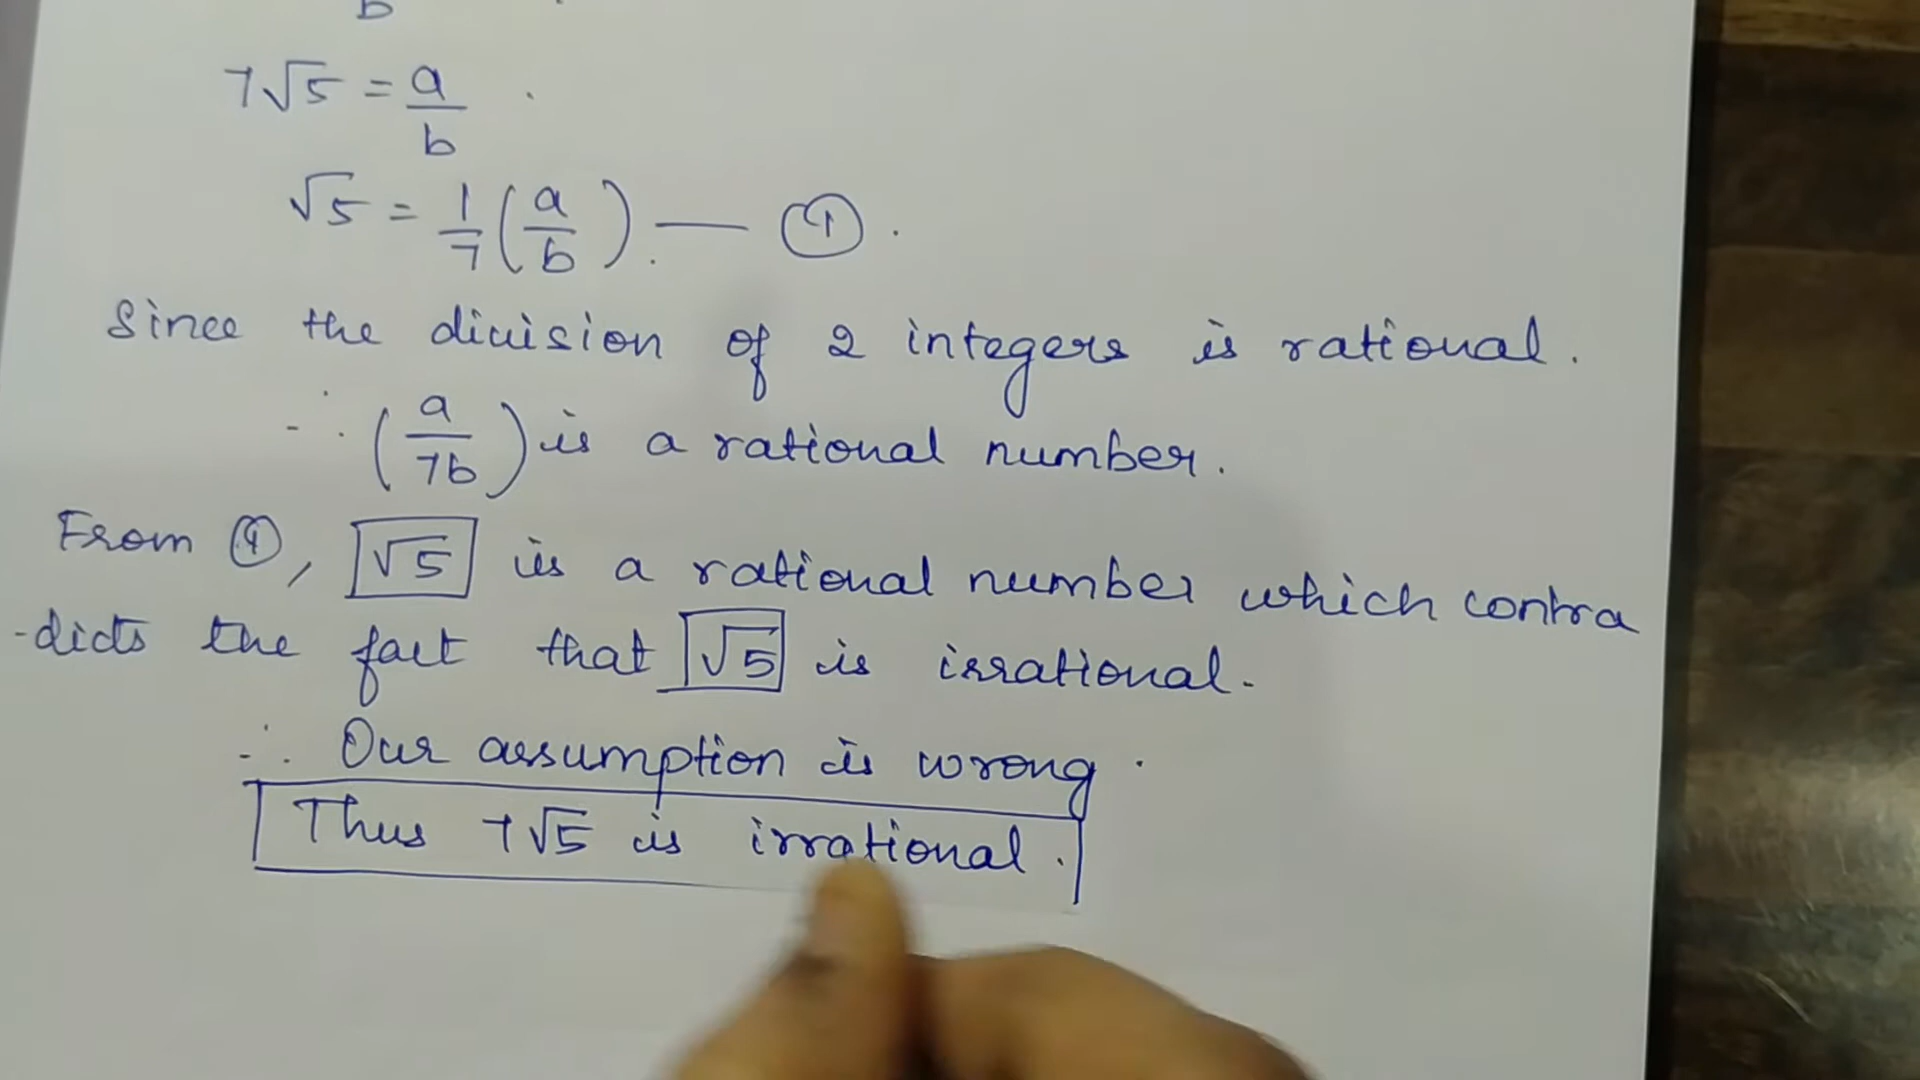 b
7√5 = a/b
√5 = 1/7 (a/b). — ①.
Since the division of 2 integers is rational.
∴ (a/7b) is a rational number.
From ①, √5 is a rational number which contra
-dicts the fact that √5 is irrational.
∴ Our assumption is wrong.
Thus 7√5 is irrational.